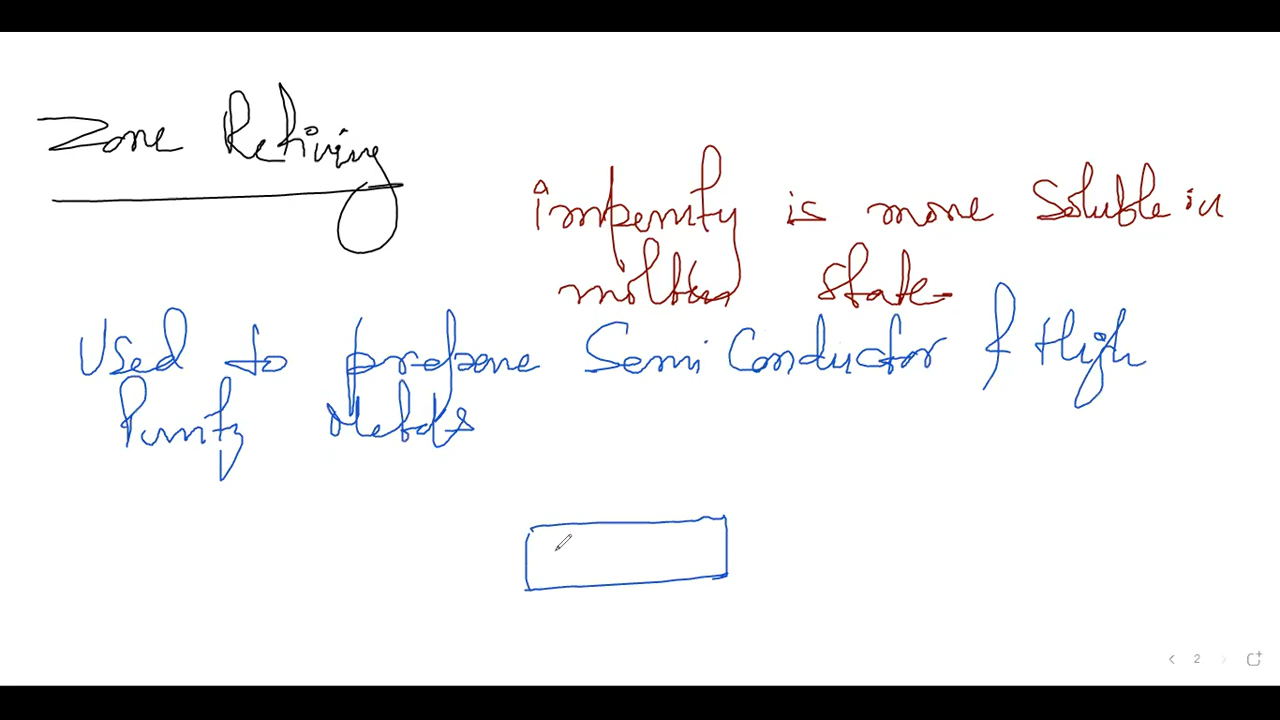 Zone Refining
impurity is more Soluble in
molten state-
Used to prepare Semi Conductor & High
Purity Metals
2